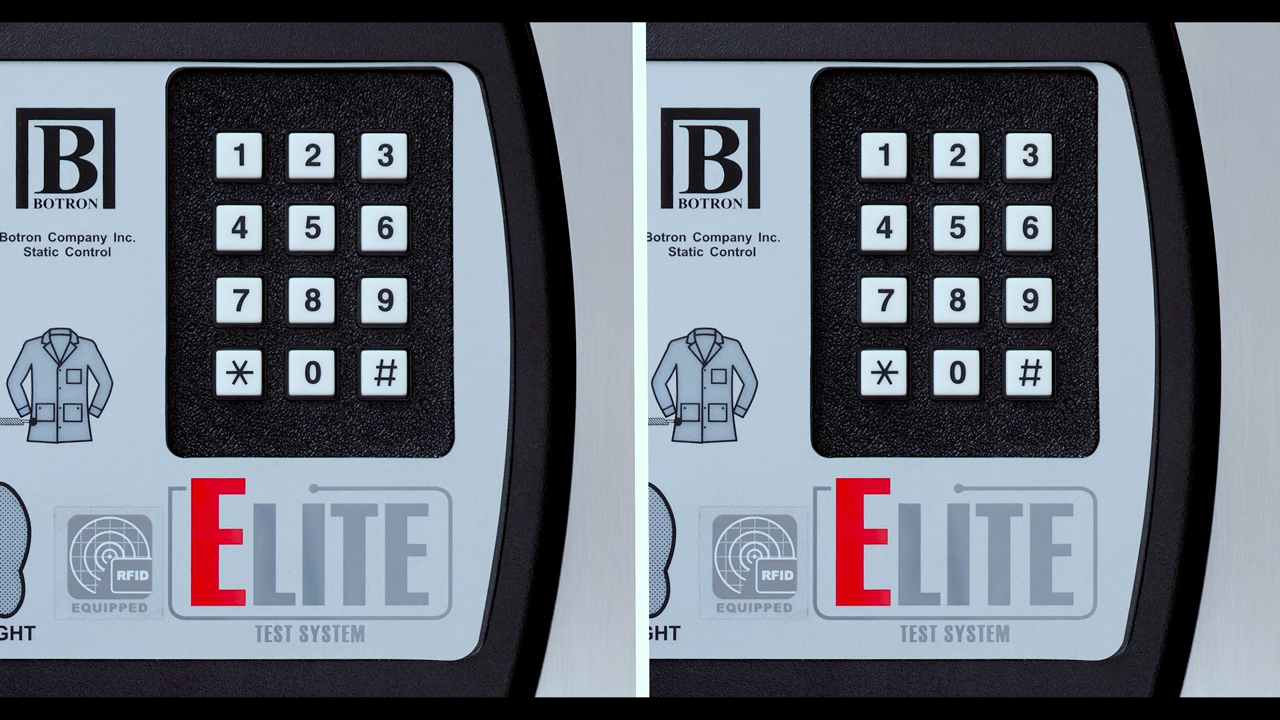 B
BOTRON
Botron Company Inc.
Static Control
1 2 3
4 5 6
7 8 9
* 0 #
RFID
EQUIPPED
ELITE
TEST SYSTEM
GHT
B
BOTRON
Botron Company Inc.
Static Control
1 2 3
4 5 6
7 8 9
* 0 #
RFID
EQUIPPED
ELITE
TEST SYSTEM
GHT